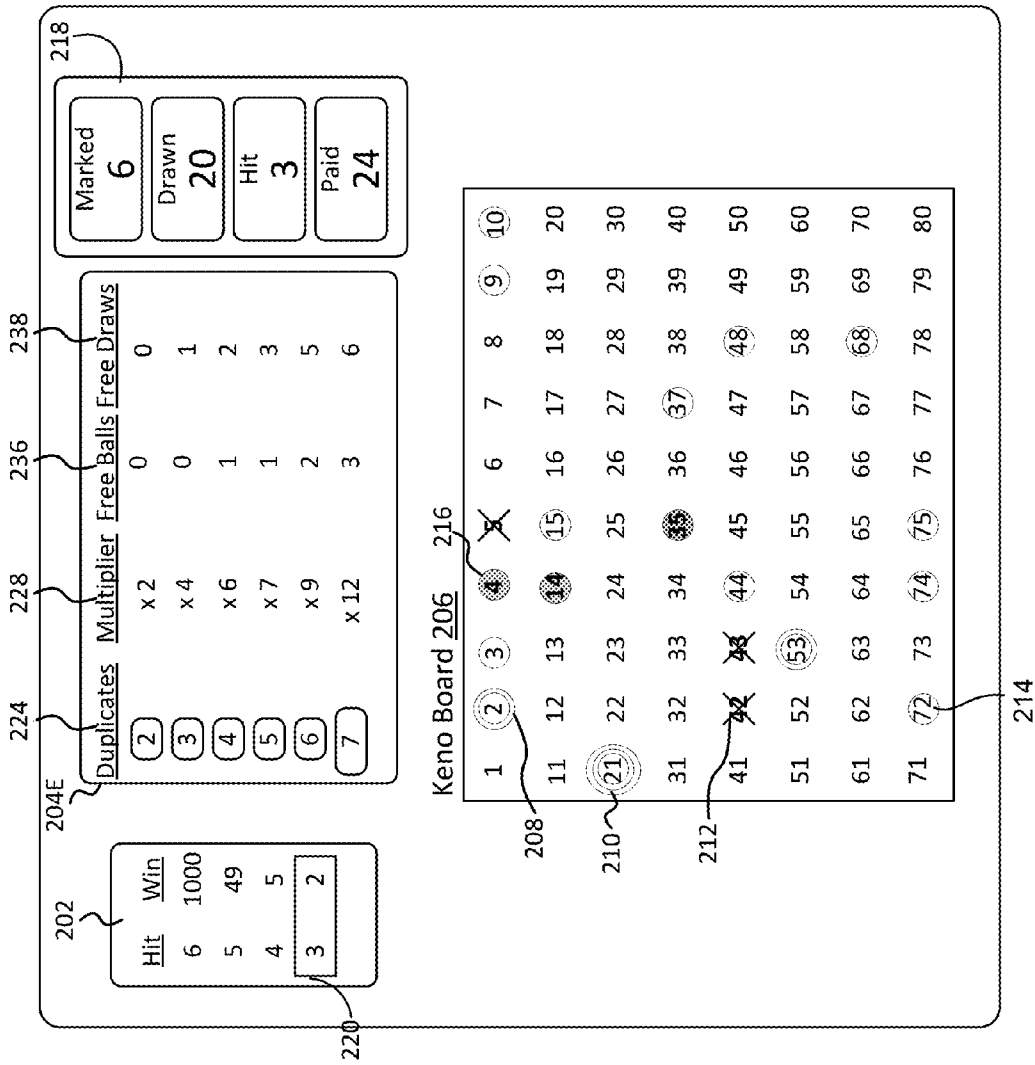 202
204E
224
228
236
238
218
Hit Win
6 1000
5 49
4 5
3 2
220
Duplicates Multiplier Free Balls Free Draws
2 x 2 0 0
3 x 4 0 1
4 x 6 1 2
5 x 7 1 3
6 x 9 2 5
7 x 12 3 6
Marked
6
Drawn
20
Hit
3
Paid
24
Keno Board 206
216
1 2 3 4 5 6 7 8 9 10
11 12 13 14 15 16 17 18 19 20
21 22 23 24 25 26 27 28 29 30
31 32 33 34 35 36 37 38 39 40
41 42 43 44 45 46 47 48 49 50
51 52 53 54 55 56 57 58 59 60
61 62 63 64 65 66 67 68 69 70
71 72 73 74 75 76 77 78 79 80
208
210
212
214